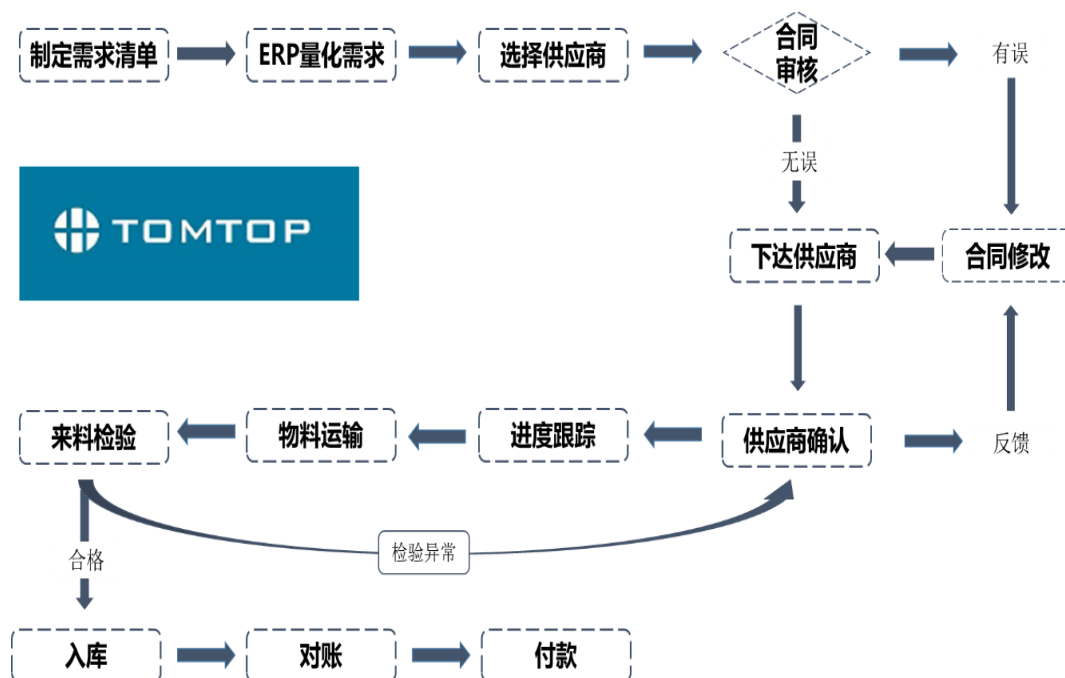 制定需求清单
ERP量化需求
选择供应商
合同
审核
有误
无误
TOMTOP
下达供应商
合同修改
来料检验
物料运输
进度跟踪
供应商确认
反馈
合格
检验异常
入库
对账
付款